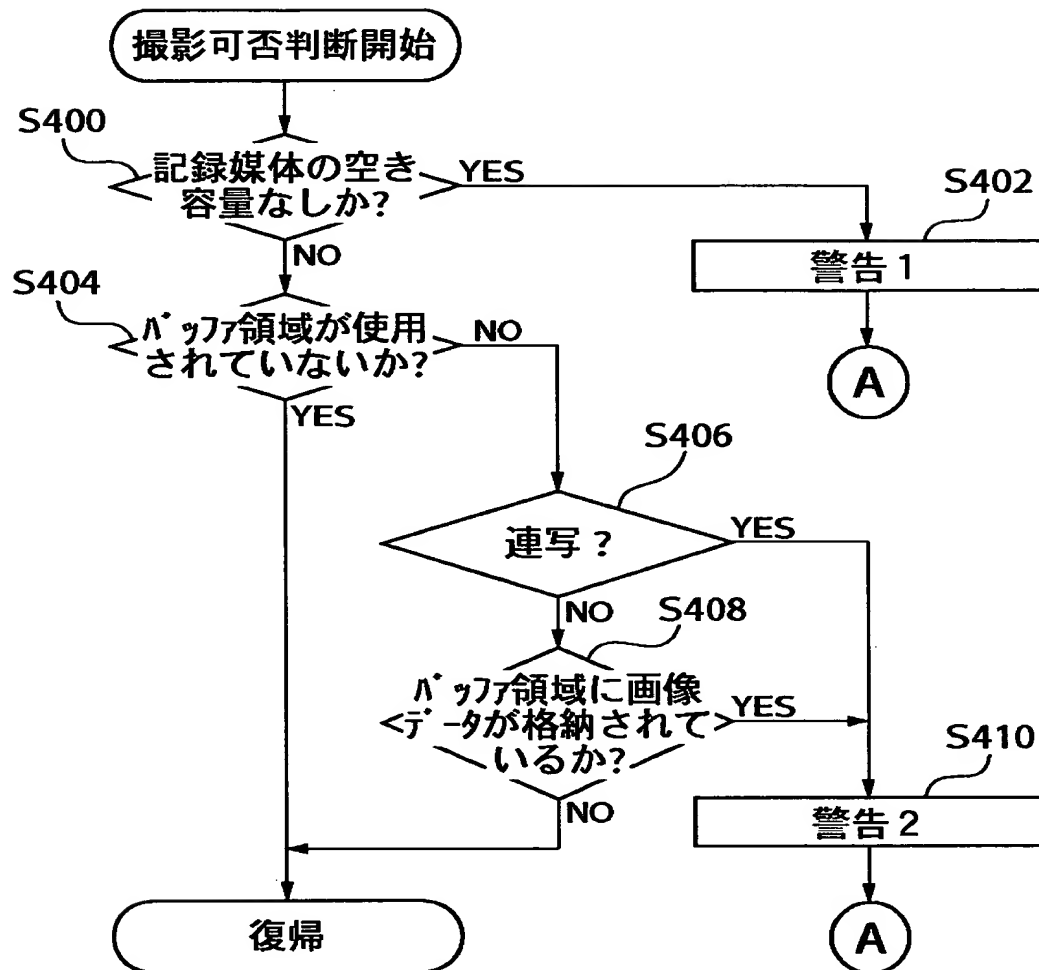 撮影可否判断開始
S400
記録媒体の空き
容量なしか?
YES
NO
S402
警告1
A
S404
バッファ領域が使用
されていないか?
NO
YES
S406
連写?
YES
NO
S408
バッファ領域に画像
データが格納されて
いるか?
YES
NO
S410
警告2
A
復帰